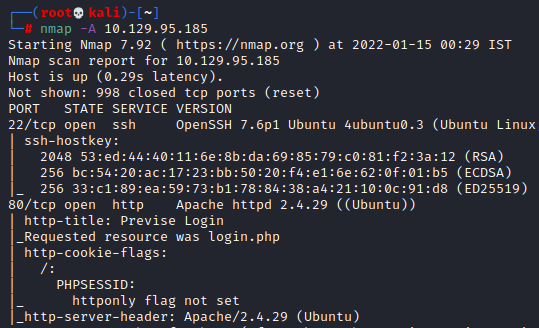 ┌──(root💀kali)-[~]
└─# nmap -A 10.129.95.185
Starting Nmap 7.92 ( https://nmap.org ) at 2022-01-15 00:29 IST
Nmap scan report for 10.129.95.185
Host is up (0.29s latency).
Not shown: 998 closed tcp ports (reset)
PORT   STATE SERVICE VERSION
22/tcp open  ssh     OpenSSH 7.6p1 Ubuntu 4ubuntu0.3 (Ubuntu Linux
| ssh-hostkey:
|   2048 53:ed:44:40:11:6e:8b:da:69:85:79:c0:81:f2:3a:12 (RSA)
|   256 bc:54:20:ac:17:23:bb:50:20:f4:e1:6e:62:0f:01:b5 (ECDSA)
|_  256 33:c1:89:ea:59:73:b1:78:84:38:a4:21:10:0c:91:d8 (ED25519)
80/tcp open  http    Apache httpd 2.4.29 ((Ubuntu))
| http-title: Previse Login
|_Requested resource was login.php
| http-cookie-flags:
|   /:
|     PHPSESSID:
|_      httponly flag not set
|_http-server-header: Apache/2.4.29 (Ubuntu)